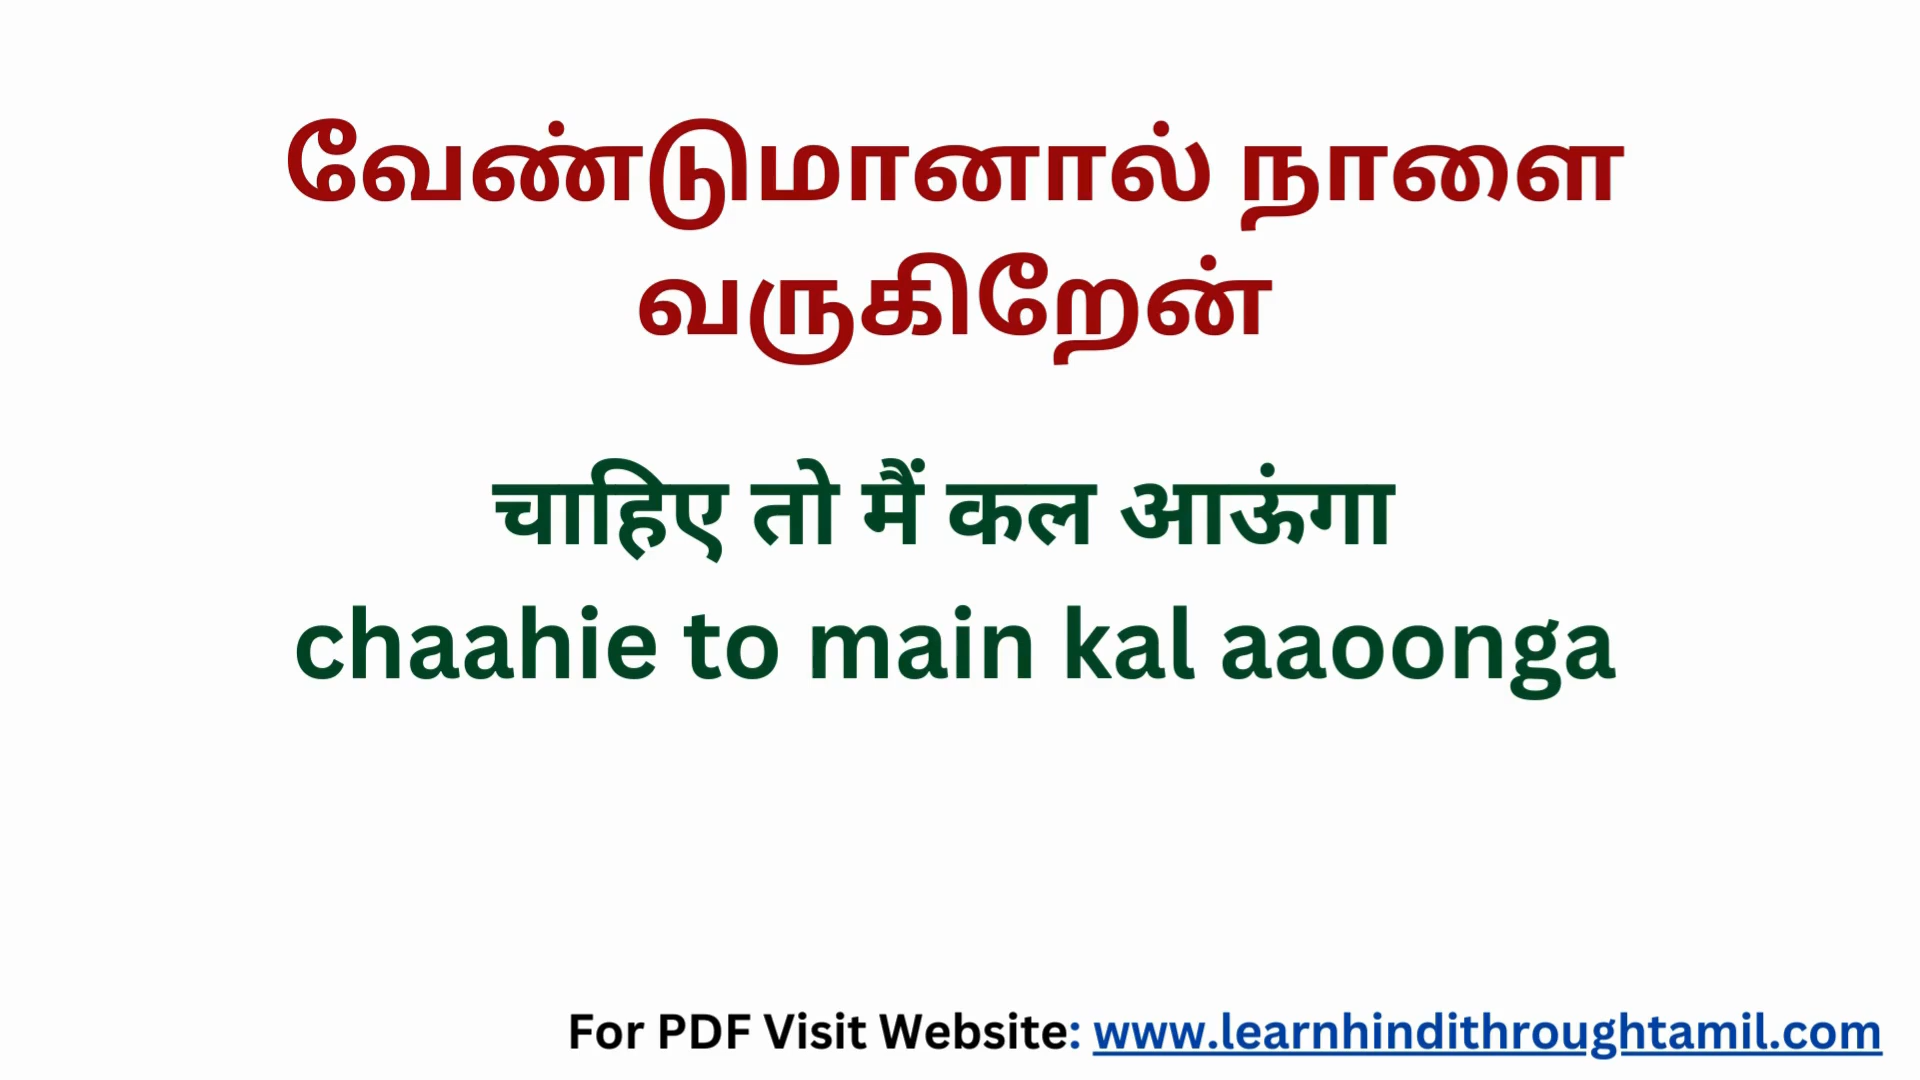 வேண்டுமானால் நாளை
வருகிறேன்
चाहिए तो मैं कल आऊंगा
chaahie to main kal aaoonga
For PDF Visit Website: www.learnhindithroughtamil.com